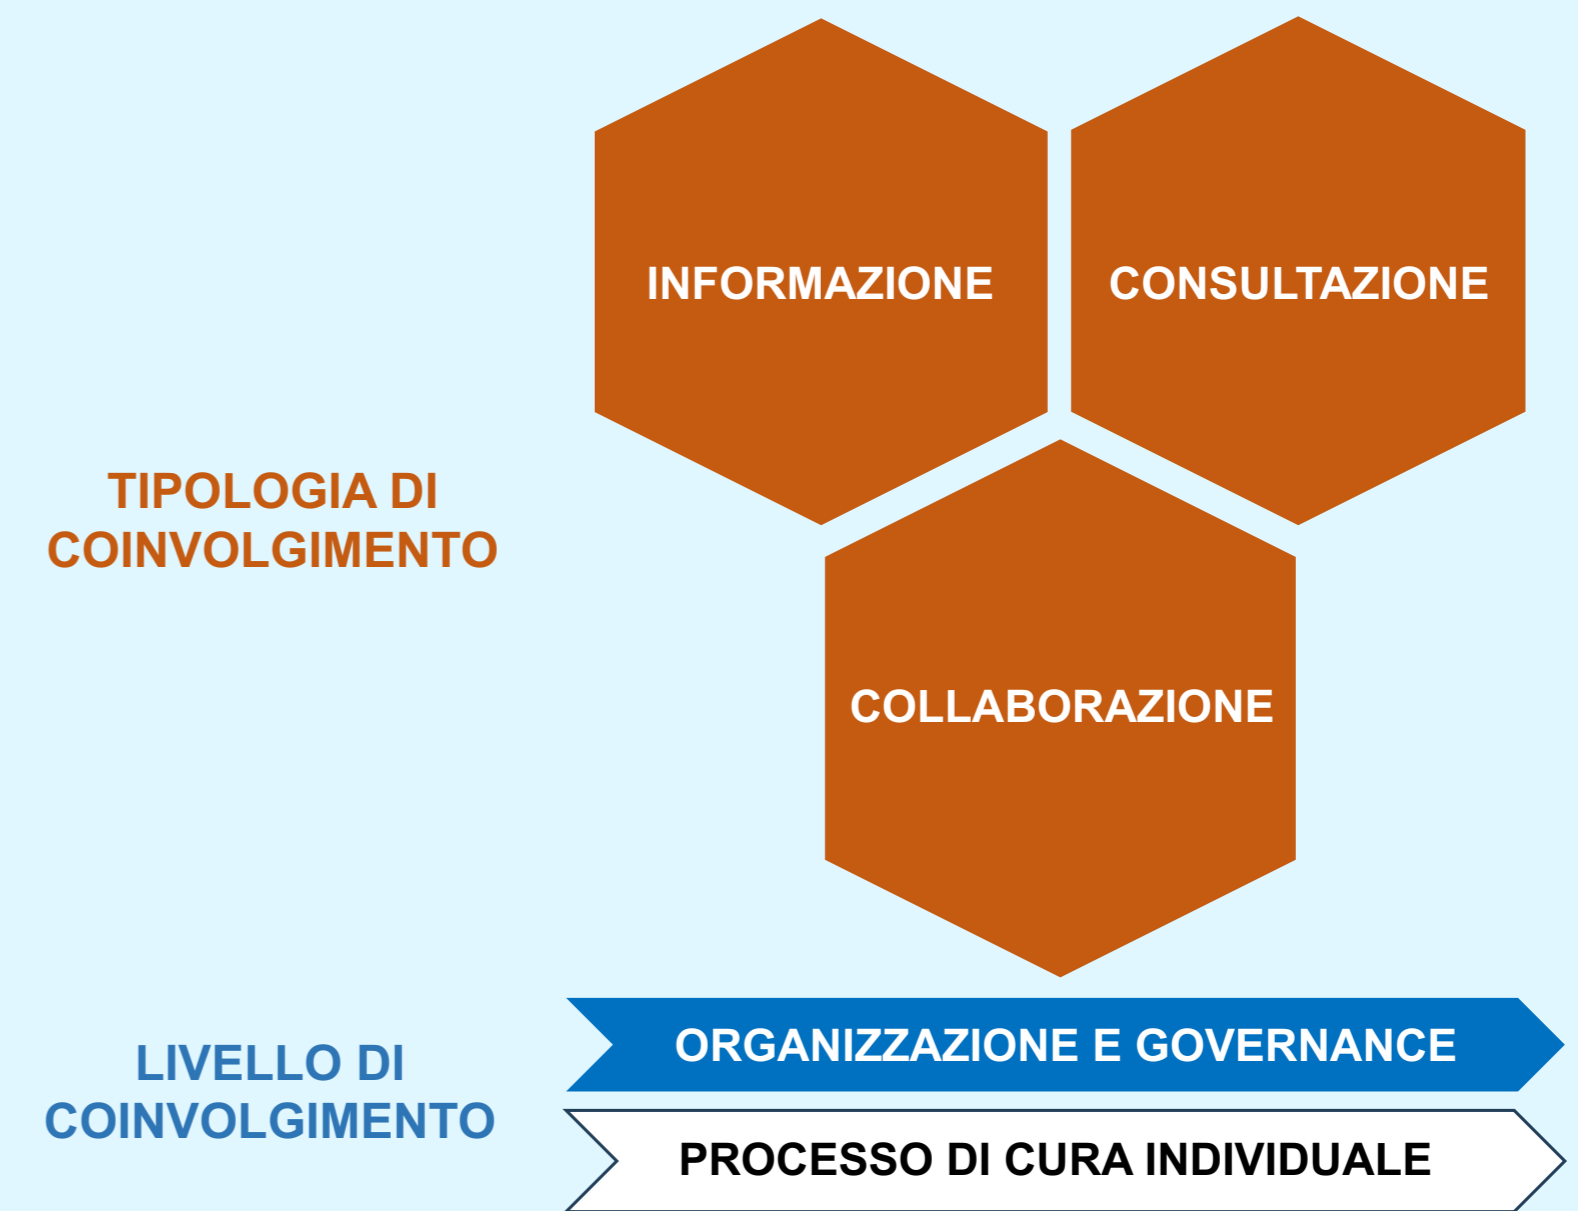 INFORMAZIONE
CONSULTAZIONE
TIPOLOGIA DI
COINVOLGIMENTO
COLLABORAZIONE
LIVELLO DI
COINVOLGIMENTO
ORGANIZZAZIONE E GOVERNANCE
PROCESSO DI CURA INDIVIDUALE